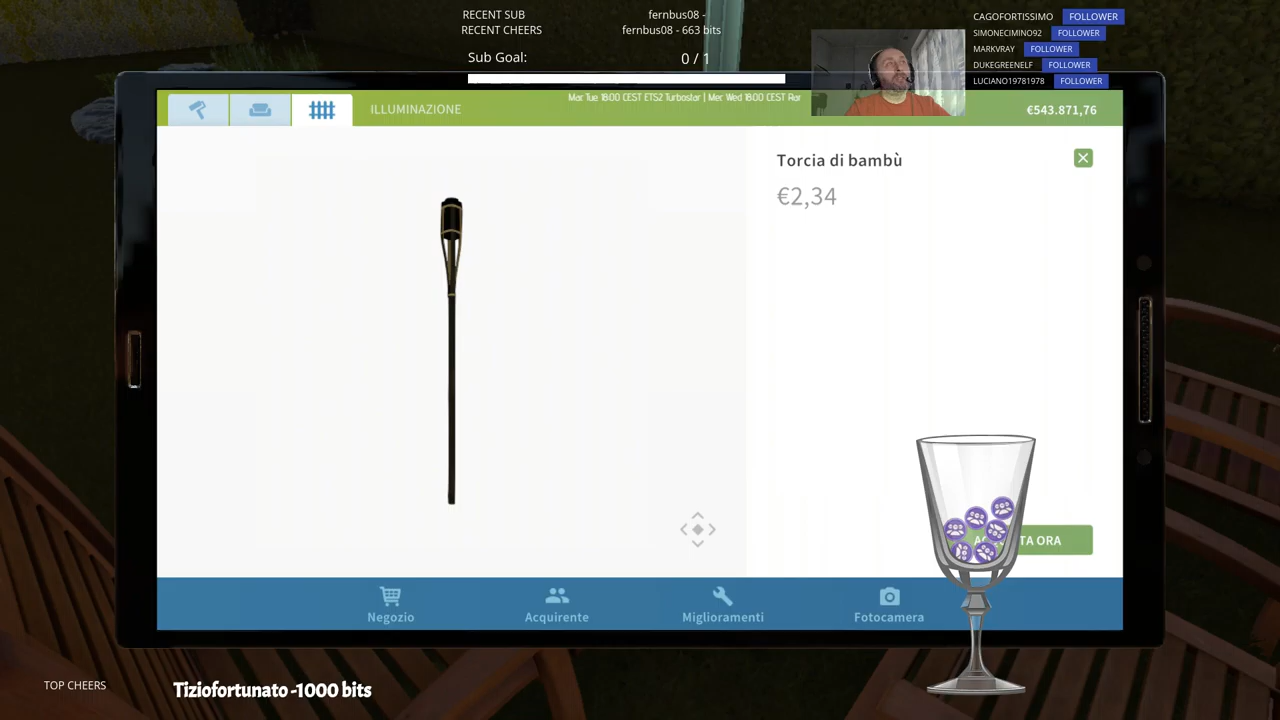 RECENT SUB fernbus08 -
RECENT CHEERS fernbus08 - 663 bits
Sub Goal: 0 / 1
CAGOFORTISSIMO FOLLOWER
SIMONECIMINO92 FOLLOWER
MARKVRAY FOLLOWER
DUKEGREENELF FOLLOWER
LUCIANO19781978 FOLLOWER
Mar Tue 18:00 CEST ETS2 Turbostar | Mer Wed 18:00 CEST
ILLUMINAZIONE
€543.871,76
Torcia di bambù
€2,34
TA ORA
Negozio
Acquirente
Miglioramenti
Fotocamera
TOP CHEERS
Tiziofortunato -1000 bits